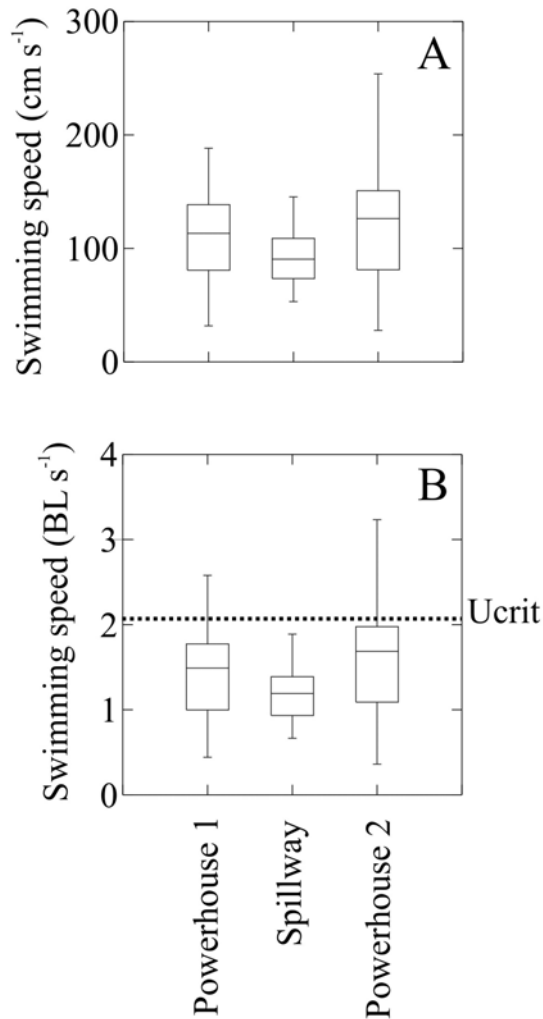 A
Swimming speed (cm s⁻¹)
300
200
100
0
B
Swimming speed (BL s⁻¹)
4
3
2
1
0
Ucrit
Powerhouse 1
Spillway
Powerhouse 2